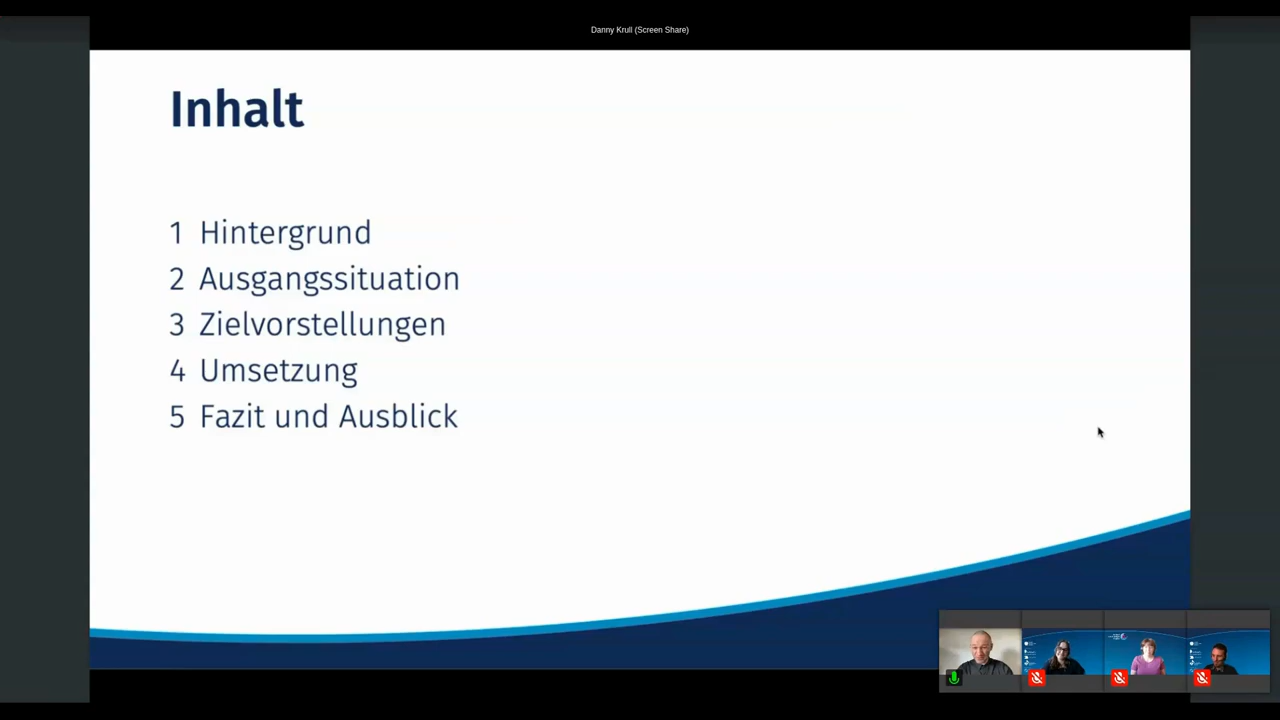 Danny Krull (Screen Share)
Inhalt
1 Hintergrund
2 Ausgangssituation
3 Zielvorstellungen
4 Umsetzung
5 Fazit und Ausblick